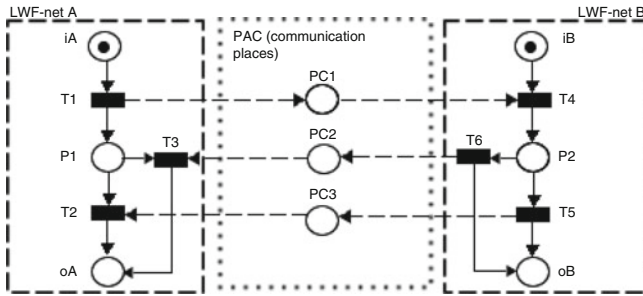 LWF-net A
LWF-net B
iA
PAC (communication
places)
iB
PC1
T1
T4
P1
T3
PC2
T6
P2
PC3
T2
T5
oA
oB